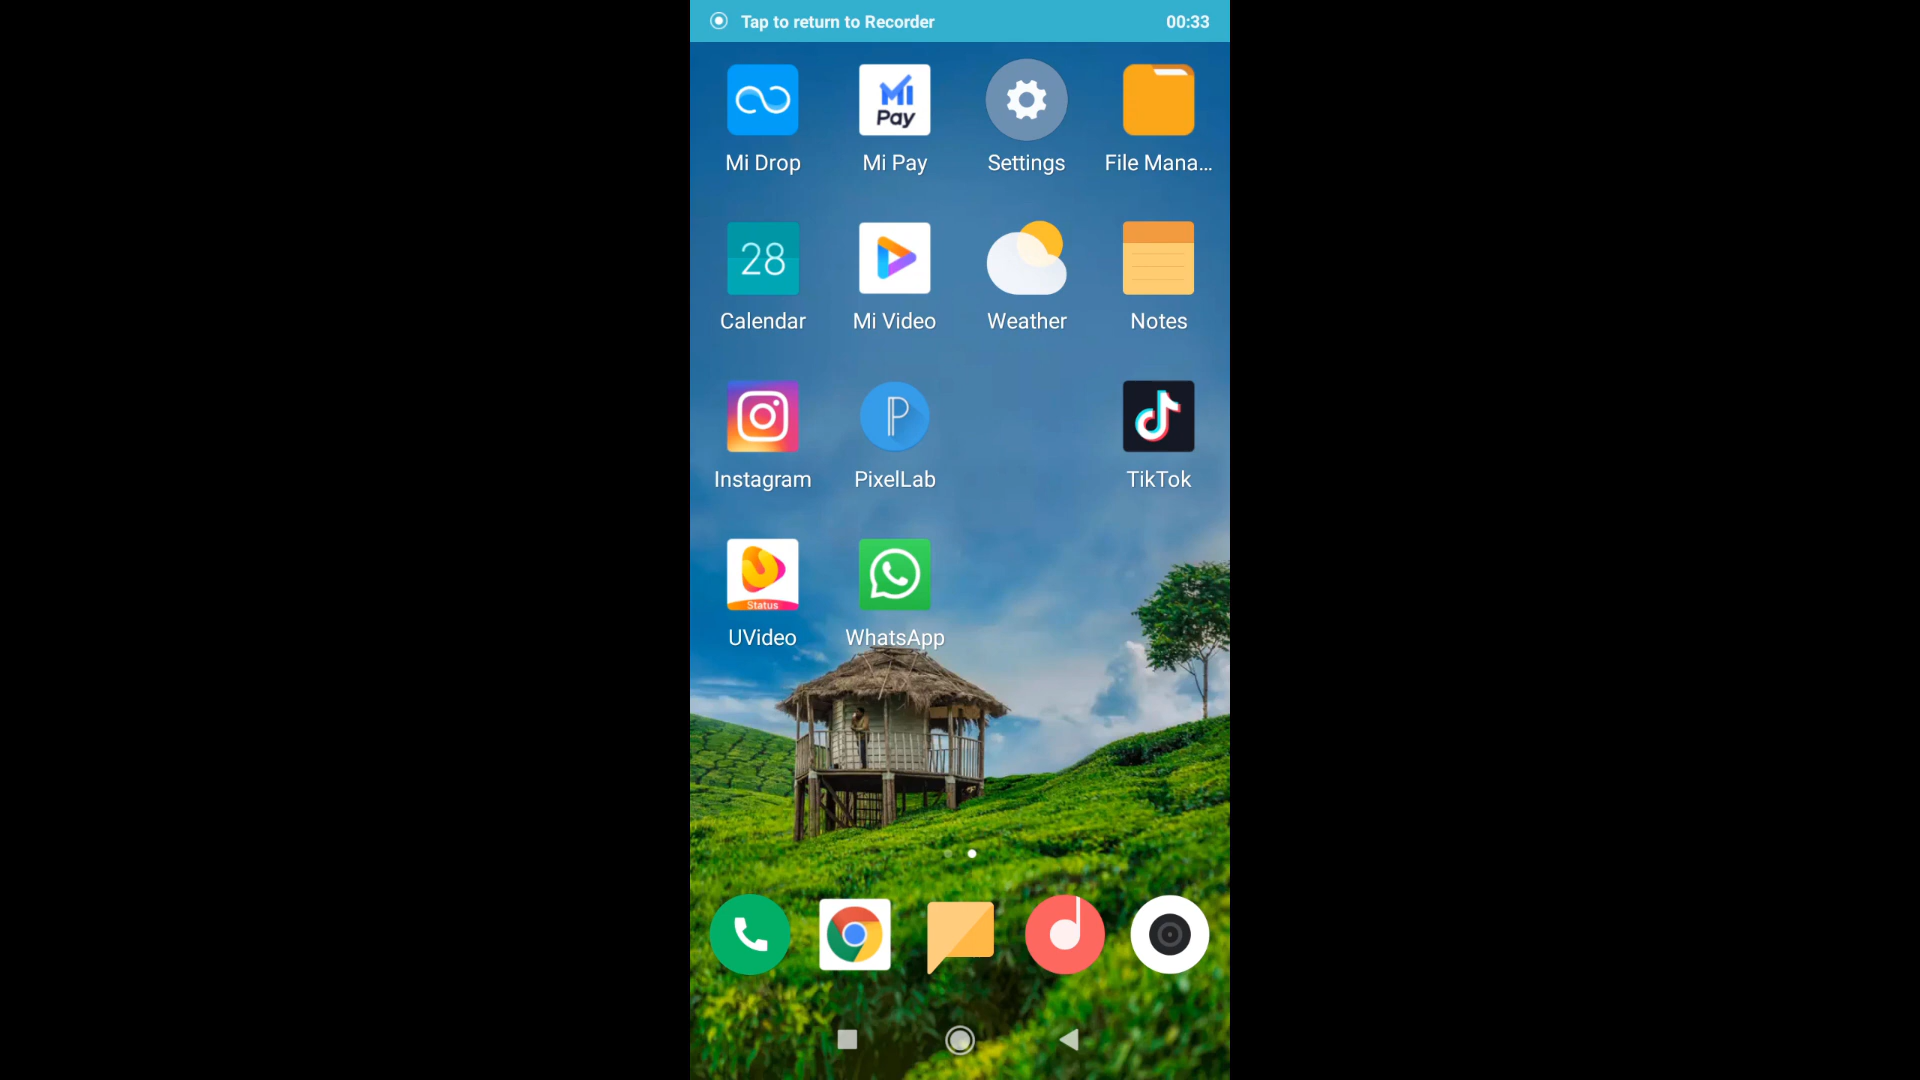 Tap to return to Recorder 00:33
Mi Drop
Mi Pay
Pay
Settings
File Mana...
28
Calendar
Mi Video
Weather
Notes
Instagram
P
PixelLab
TikTok
Status
UVideo
WhatsApp